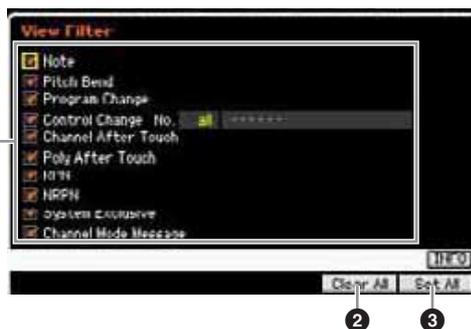 View Filter
Note
Pitch Bend
Program Change
Control Change No. all ------
Channel After Touch
Poly After Touch
RPN
NRPN
System Exclusive
Channel Mode Message
INFO
Clear All Set All
2 3